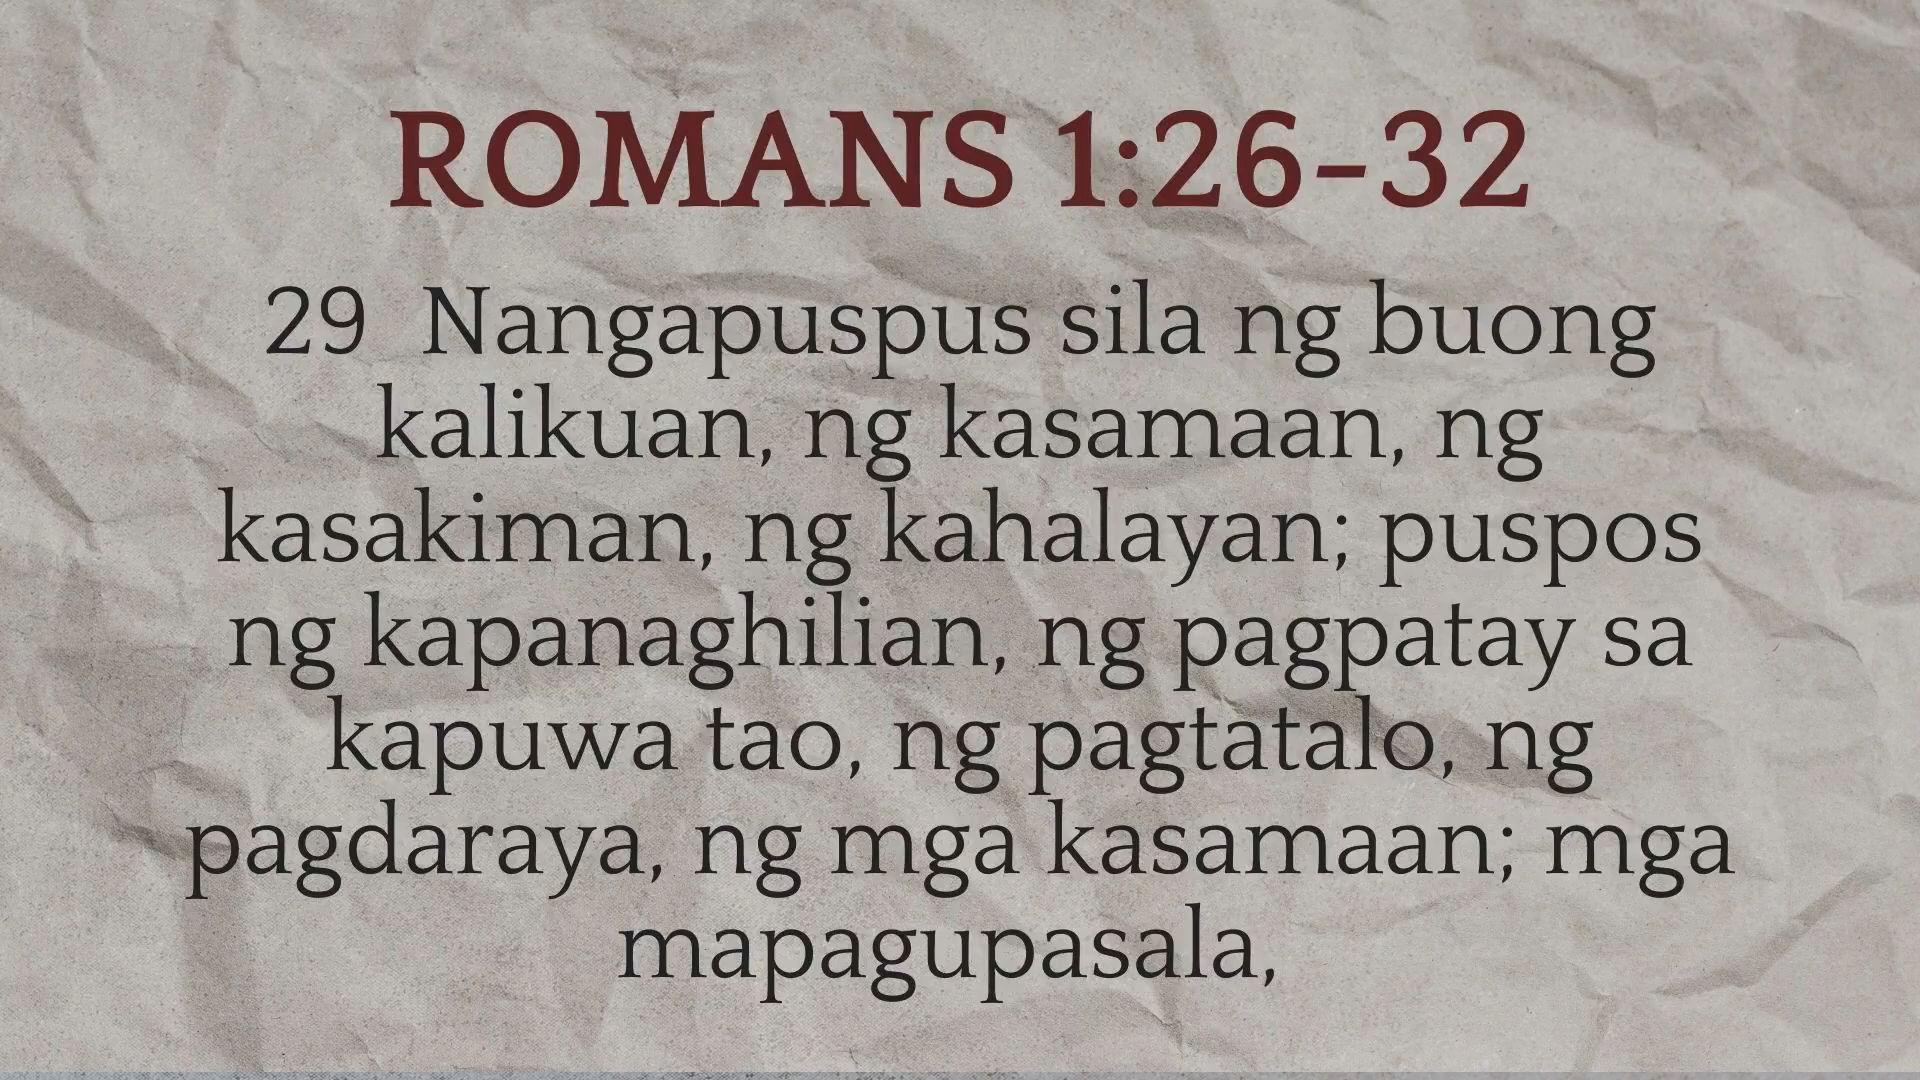 ROMANS 1:26–32
29 Nangapuspus sila ng buong
kalikuan, ng kasamaan, ng
kasakiman, ng kahalayan; puspos
ng kapanaghilian, ng pagpatay sa
kapuwa tao, ng pagtatalo, ng
pagdaraya, ng mga kasamaan; mga
mapagupasala,